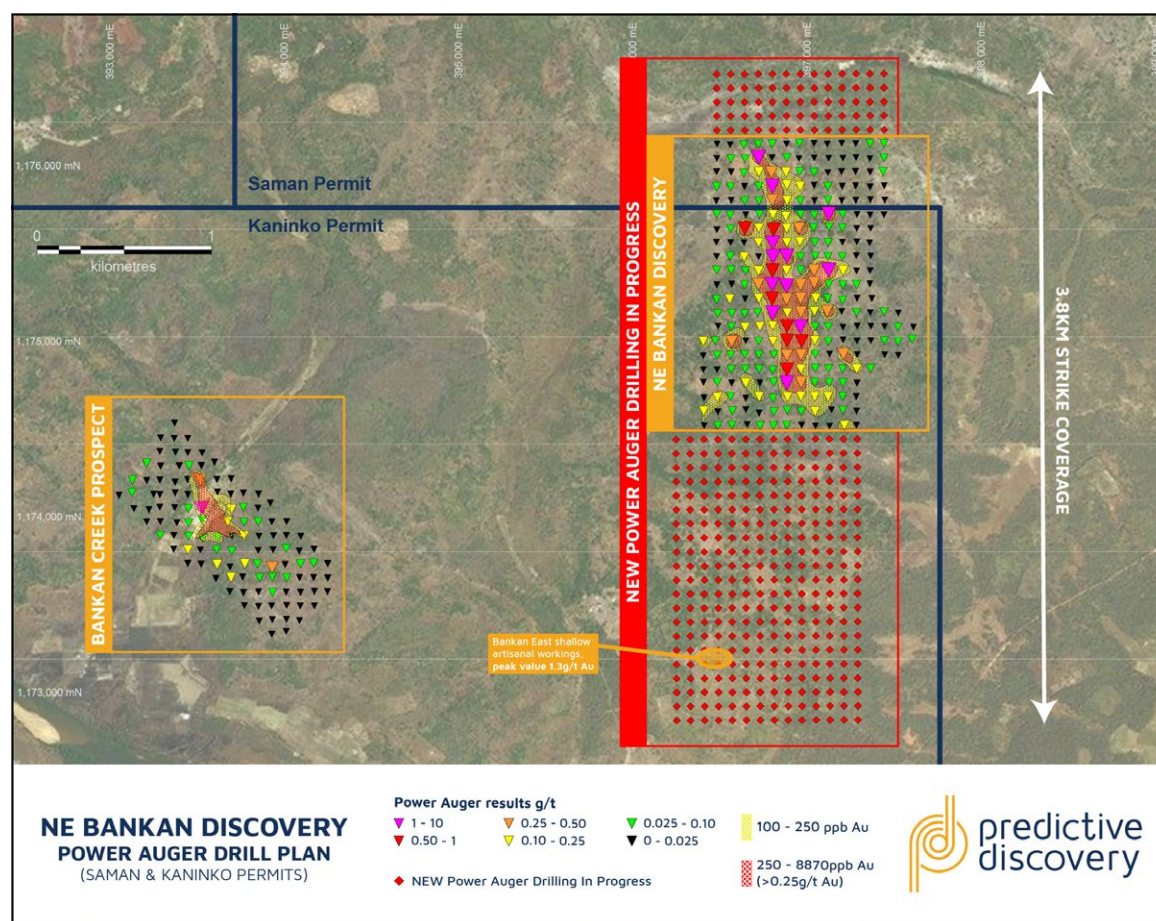 393,000 mE
394,000 mE
395,000 mE
,000 mE
397,000 mE
398,000 mE
1,176,000 mN
Saman Permit
Kaninko Permit
0 1
kilometres
1,175,000 mN
1,174,000 mN
1,173,000 mN
BANKAN CREEK PROSPECT
NEW POWER AUGER DRILLING IN PROGRESS
NE BANKAN DISCOVERY
3.8KM STRIKE COVERAGE
Bankan East shallow
artisanal workings,
peak value 1.3g/t Au
NE BANKAN DISCOVERY
POWER AUGER DRILL PLAN
(SAMAN & KANINKO PERMITS)
Power Auger results g/t
1 - 10
0.50 - 1
0.25 - 0.50
0.10 - 0.25
0.025 - 0.10
0 - 0.025
NEW Power Auger Drilling In Progress
100 - 250 ppb Au
250 - 8870ppb Au
(>0.25g/t Au)
predictive
discovery